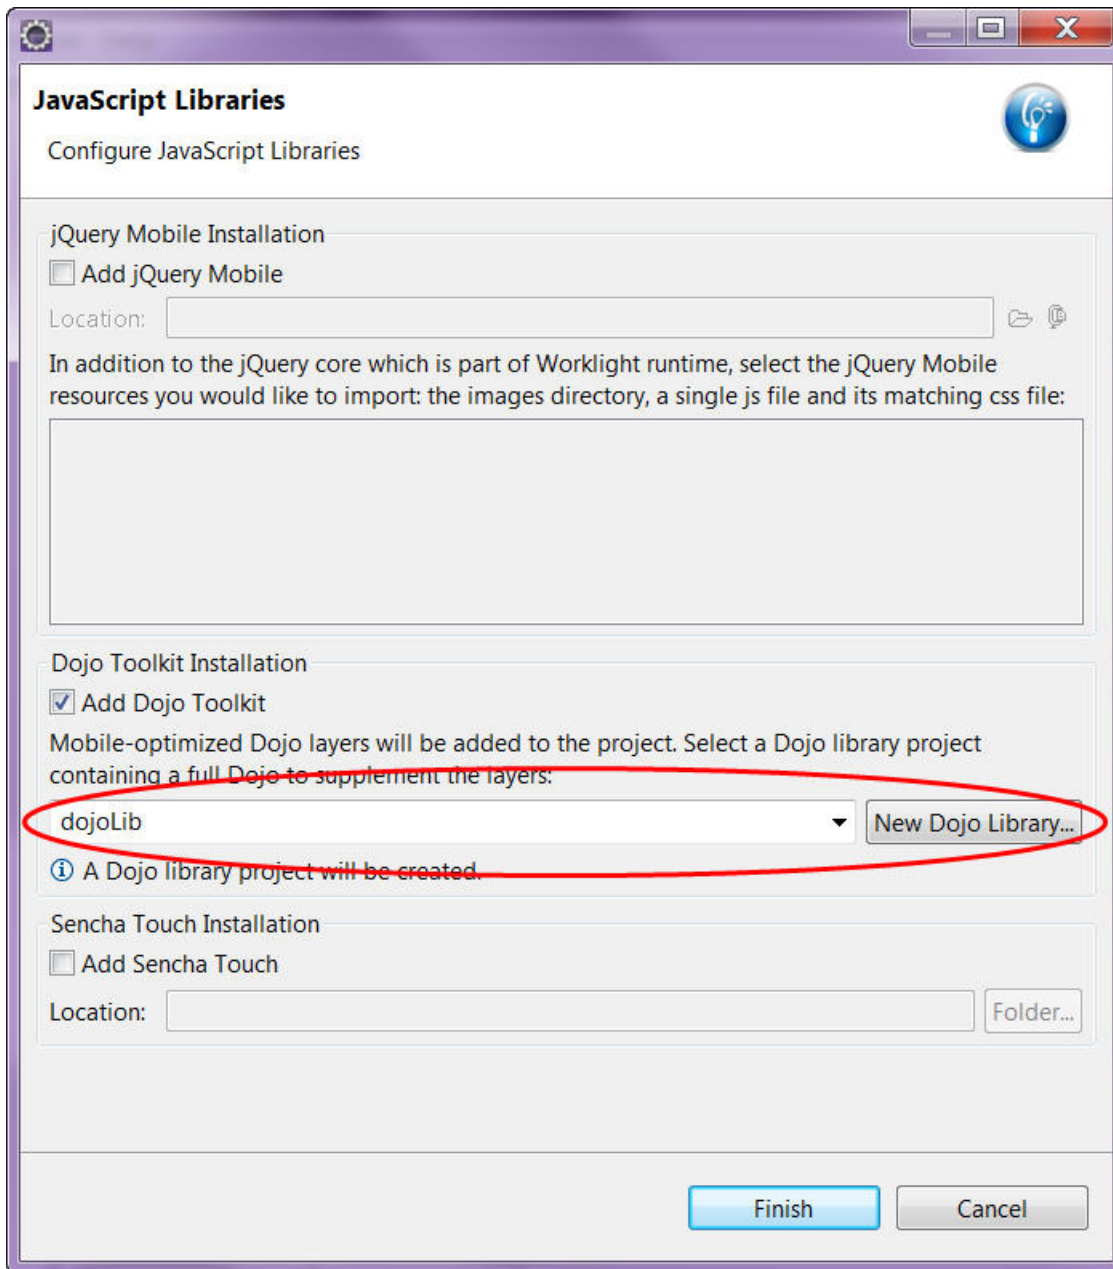 JavaScript Libraries
Configure JavaScript Libraries
jQuery Mobile Installation
Add jQuery Mobile
Location:
In addition to the jQuery core which is part of Worklight runtime, select the jQuery Mobile
resources you would like to import: the images directory, a single js file and its matching css file:
Dojo Toolkit Installation
Add Dojo Toolkit
Mobile-optimized Dojo layers will be added to the project. Select a Dojo library project
containing a full Dojo to supplement the layers:
dojoLib New Dojo Library...
A Dojo library project will be created.
Sencha Touch Installation
Add Sencha Touch
Location: Folder...
Finish Cancel